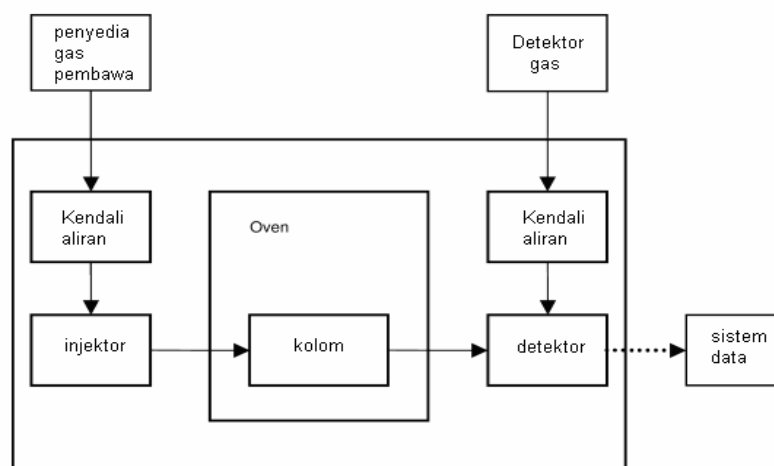 penyedia
gas
pembawa
Detektor
gas
Kendali
aliran
Oven
Kendali
aliran
injektor
kolom
detektor
sistem
data